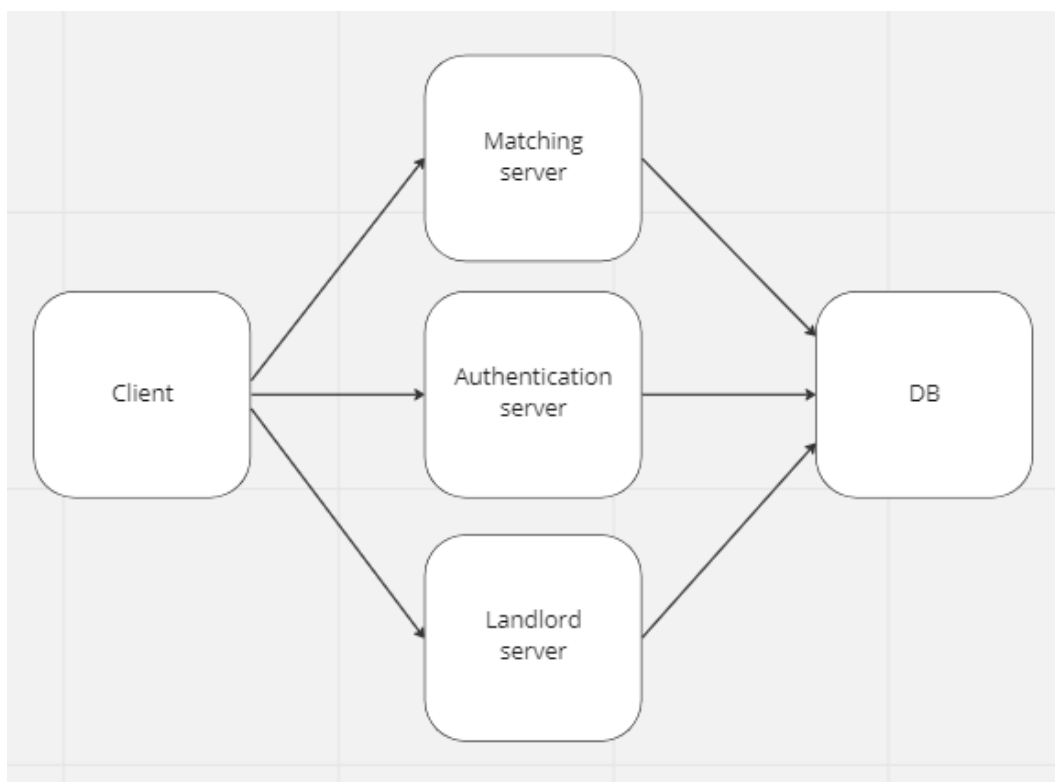 Matching
server
Client
Authentication
server
DB
Landlord
server